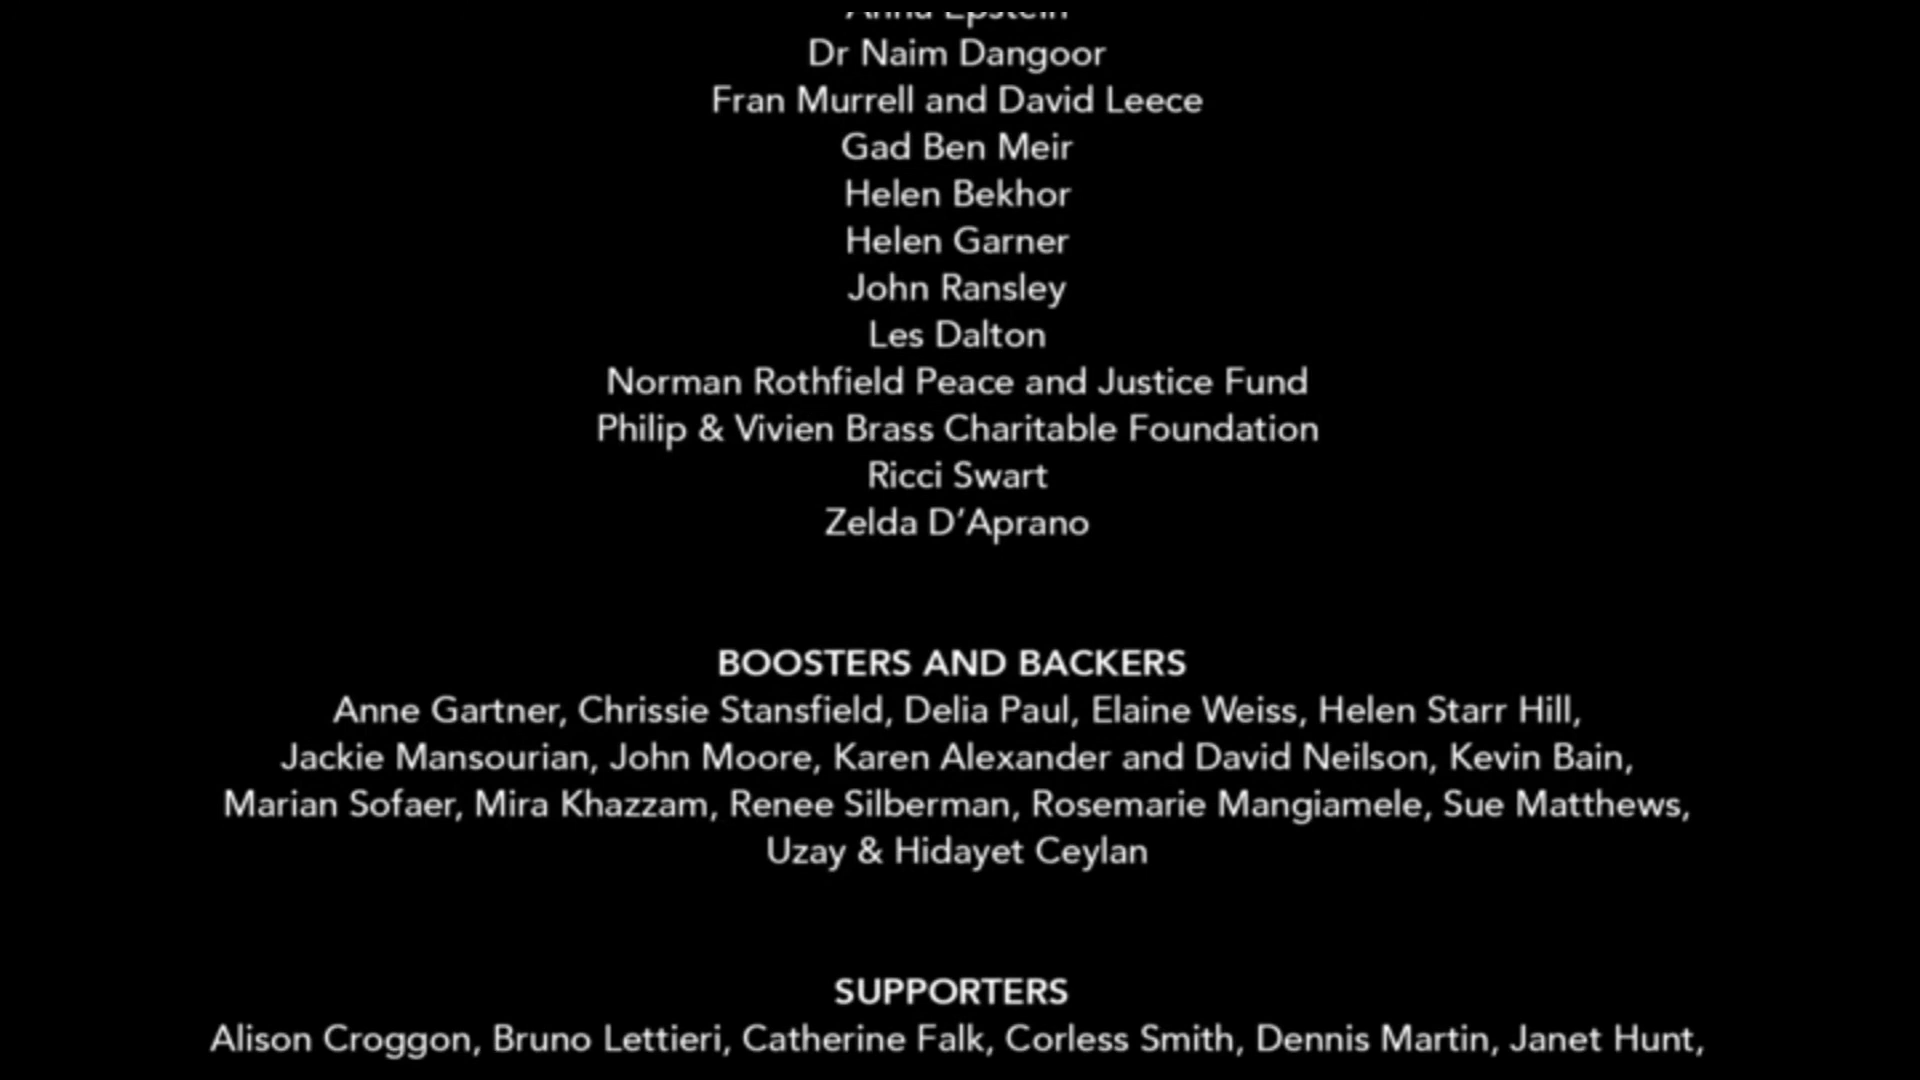 Anna Epstein
Dr Naim Dangoor
Fran Murrell and David Leece
Gad Ben Meir
Helen Bekhor
Helen Garner
John Ransley
Les Dalton
Norman Rothfield Peace and Justice Fund
Philip & Vivien Brass Charitable Foundation
Ricci Swart
Zelda D’Aprano
BOOSTERS AND BACKERS
Anne Gartner, Chrissie Stansfield, Delia Paul, Elaine Weiss, Helen Starr Hill,
Jackie Mansourian, John Moore, Karen Alexander and David Neilson, Kevin Bain,
Marian Sofaer, Mira Khazzam, Renee Silberman, Rosemarie Mangiamele, Sue Matthews,
Uzay & Hidayet Ceylan
SUPPORTERS
Alison Croggon, Bruno Lettieri, Catherine Falk, Corless Smith, Dennis Martin, Janet Hunt,